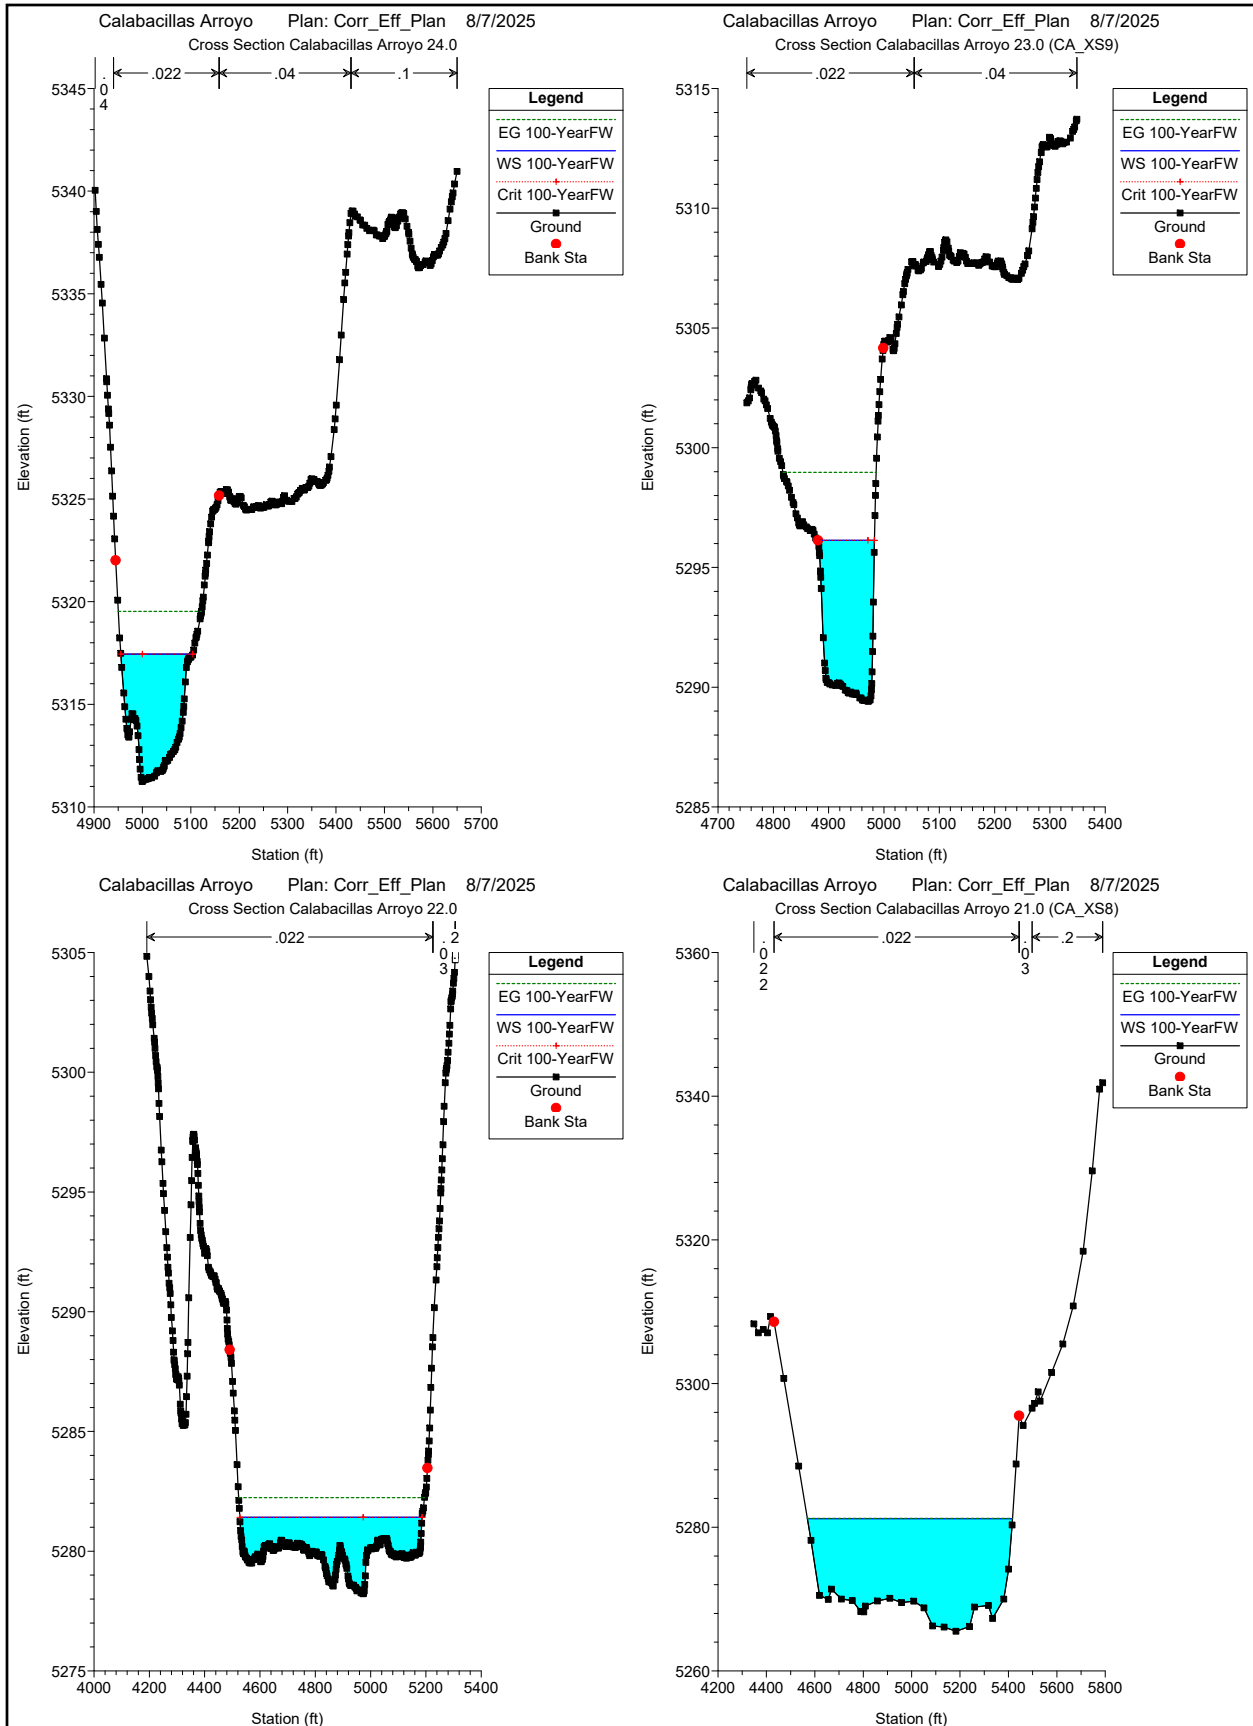 Calabacillas Arroyo Plan: Corr_Eff_Plan 8/7/2025
Cross Section Calabacillas Arroyo 24.0
.04 .022 .04 .1
Legend
EG 100-YearFW
WS 100-YearFW
Crit 100-YearFW
Ground
Bank Sta
5345
5340
5335
5330
5325
5320
5315
5310
Elevation (ft)
4900 5000 5100 5200 5300 5400 5500 5600 5700
Station (ft)
Calabacillas Arroyo Plan: Corr_Eff_Plan 8/7/2025
Cross Section Calabacillas Arroyo 23.0 (CA_XS9)
.022 .04
Legend
EG 100-YearFW
WS 100-YearFW
Crit 100-YearFW
Ground
Bank Sta
5315
5310
5305
5300
5295
5290
5285
Elevation (ft)
4700 4800 4900 5000 5100 5200 5300 5400
Station (ft)
Calabacillas Arroyo Plan: Corr_Eff_Plan 8/7/2025
Cross Section Calabacillas Arroyo 22.0
.022 .03 .2
Legend
EG 100-YearFW
WS 100-YearFW
Crit 100-YearFW
Ground
Bank Sta
5305
5300
5295
5290
5285
5280
5275
Elevation (ft)
4000 4200 4400 4600 4800 5000 5200 5400
Station (ft)
Calabacillas Arroyo Plan: Corr_Eff_Plan 8/7/2025
Cross Section Calabacillas Arroyo 21.0 (CA_XS8)
.022 .022 .03 .2
Legend
EG 100-YearFW
WS 100-YearFW
Ground
Bank Sta
5360
5340
5320
5300
5280
5260
Elevation (ft)
4200 4400 4600 4800 5000 5200 5400 5600 5800
Station (ft)